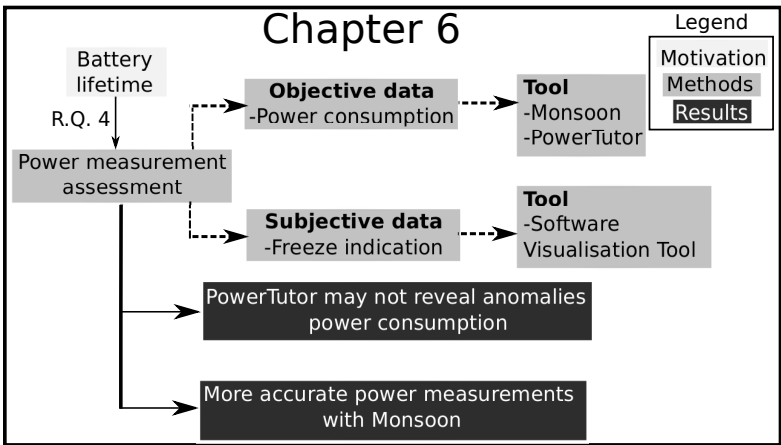 Chapter 6
Legend
Motivation
Methods
Results
Battery
lifetime
R.Q. 4
Power measurement
assessment
Objective data
-Power consumption
Tool
-Monsoon
-PowerTutor
Subjective data
-Freeze indication
Tool
-Software
Visualisation Tool
PowerTutor may not reveal anomalies
power consumption
More accurate power measurements
with Monsoon